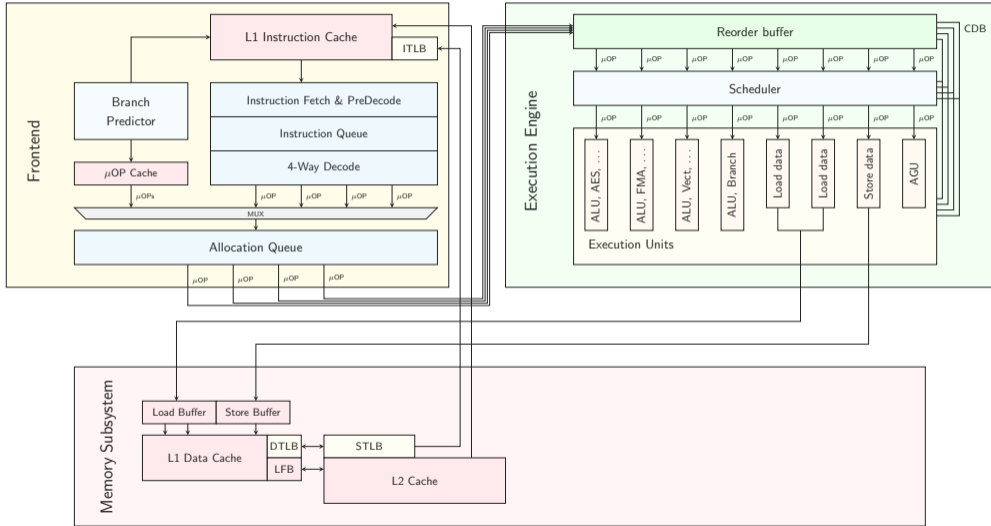 Frontend
L1 Instruction Cache
ITLB
Branch
Predictor
Instruction Fetch & PreDecode
Instruction Queue
4-Way Decode
μOP Cache
μOPs
μOP
μOP
μOP
μOP
MUX
Allocation Queue
μOP
μOP
μOP
μOP
Execution Engine
Reorder buffer
CDB
μOP
μOP
μOP
μOP
μOP
μOP
μOP
μOP
Scheduler
μOP
μOP
μOP
μOP
μOP
μOP
μOP
μOP
ALU, AES, ...
ALU, FMA, ...
ALU, Vect, ...
ALU, Branch
Load data
Load data
Store data
AGU
Execution Units
Memory Subsystem
Load Buffer
Store Buffer
L1 Data Cache
DTLB
STLB
LFB
L2 Cache